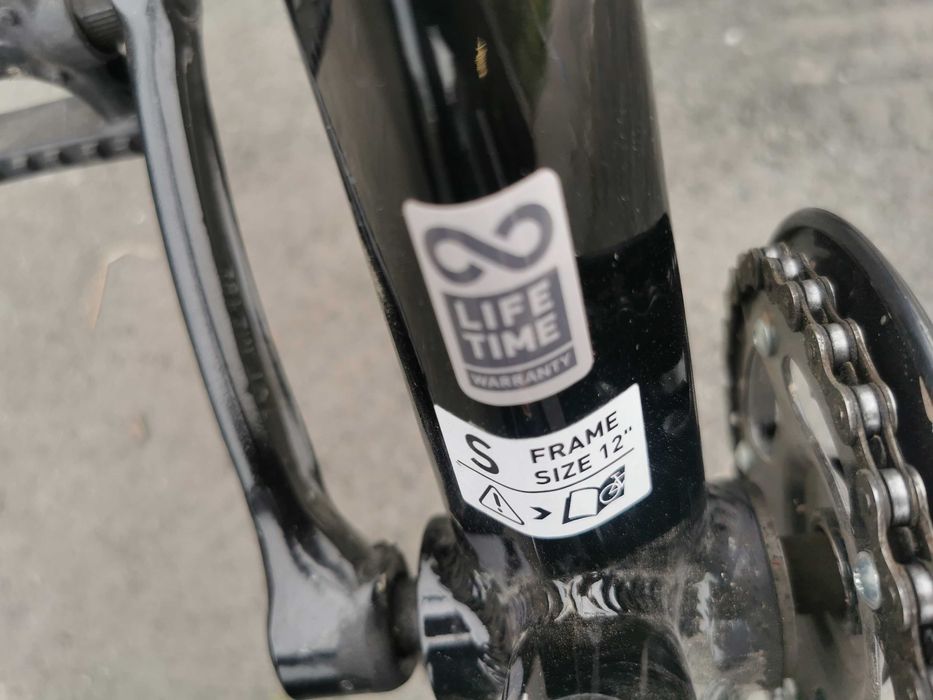 LIFE
TIME
WARRANTY
S
FRAME
SIZE 12"